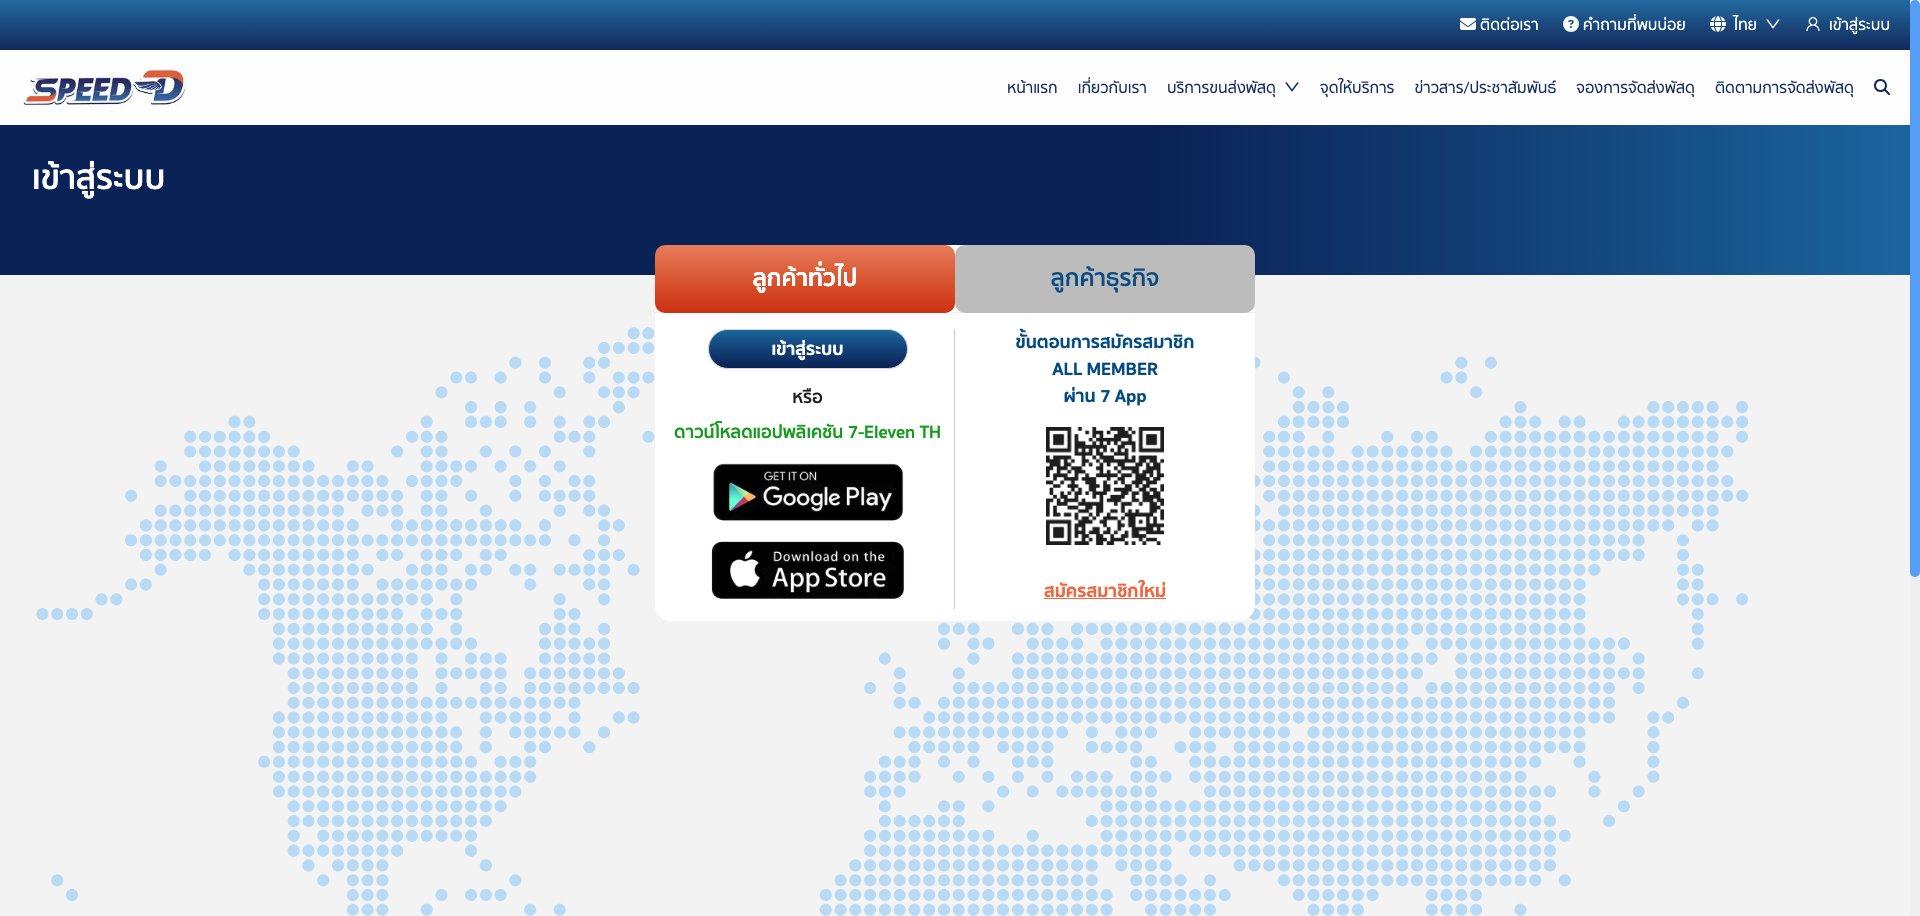 ติดต่อเรา คำถามที่พบบ่อย ไทย เข้าสู่ระบบ
SPEED-D หน้าแรก เกี่ยวกับเรา บริการขนส่งพัสดุ จุดให้บริการ ข่าวสาร/ประชาสัมพันธ์ จองการจัดส่งพัสดุ ติดตามการจัดส่งพัสดุ
เข้าสู่ระบบ
ลูกค้าทั่วไป
ลูกค้าธุรกิจ
เข้าสู่ระบบ
หรือ
ดาวน์โหลดแอปพลิเคชัน 7-Eleven TH
GET IT ON
Google Play
Download on the
App Store
ขั้นตอนการสมัครสมาชิก
ALL MEMBER
ผ่าน 7 App
สมัครสมาชิกใหม่